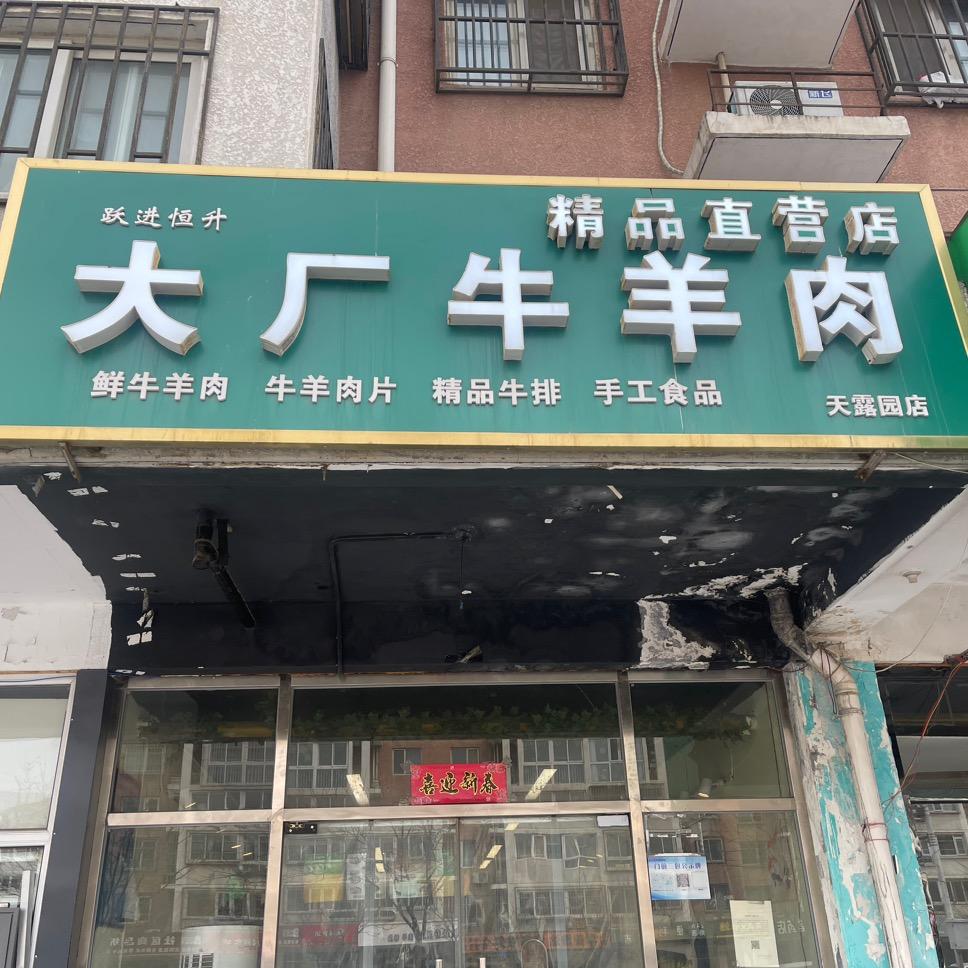 跃进恒升
精品直营店
大厂牛羊肉
鲜牛羊肉 牛羊肉片 精品牛排 手工食品
天露园店
喜迎新春